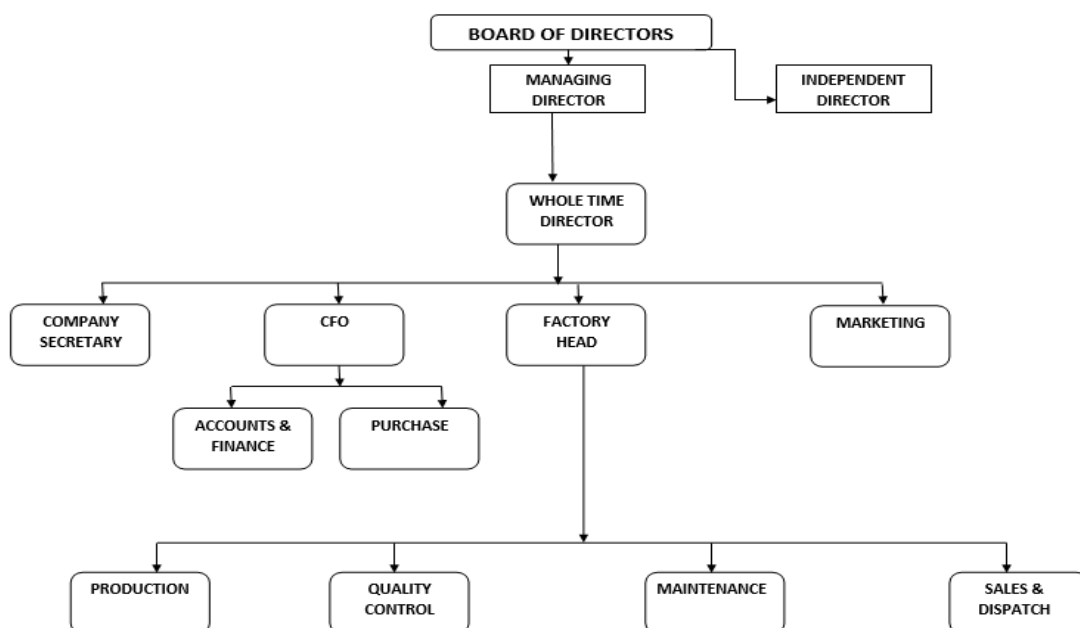 BOARD OF DIRECTORS
MANAGING
DIRECTOR
INDEPENDENT
DIRECTOR
WHOLE TIME
DIRECTOR
COMPANY
SECRETARY
CFO
FACTORY
HEAD
MARKETING
ACCOUNTS &
FINANCE
PURCHASE
PRODUCTION
QUALITY
CONTROL
MAINTENANCE
SALES &
DISPATCH